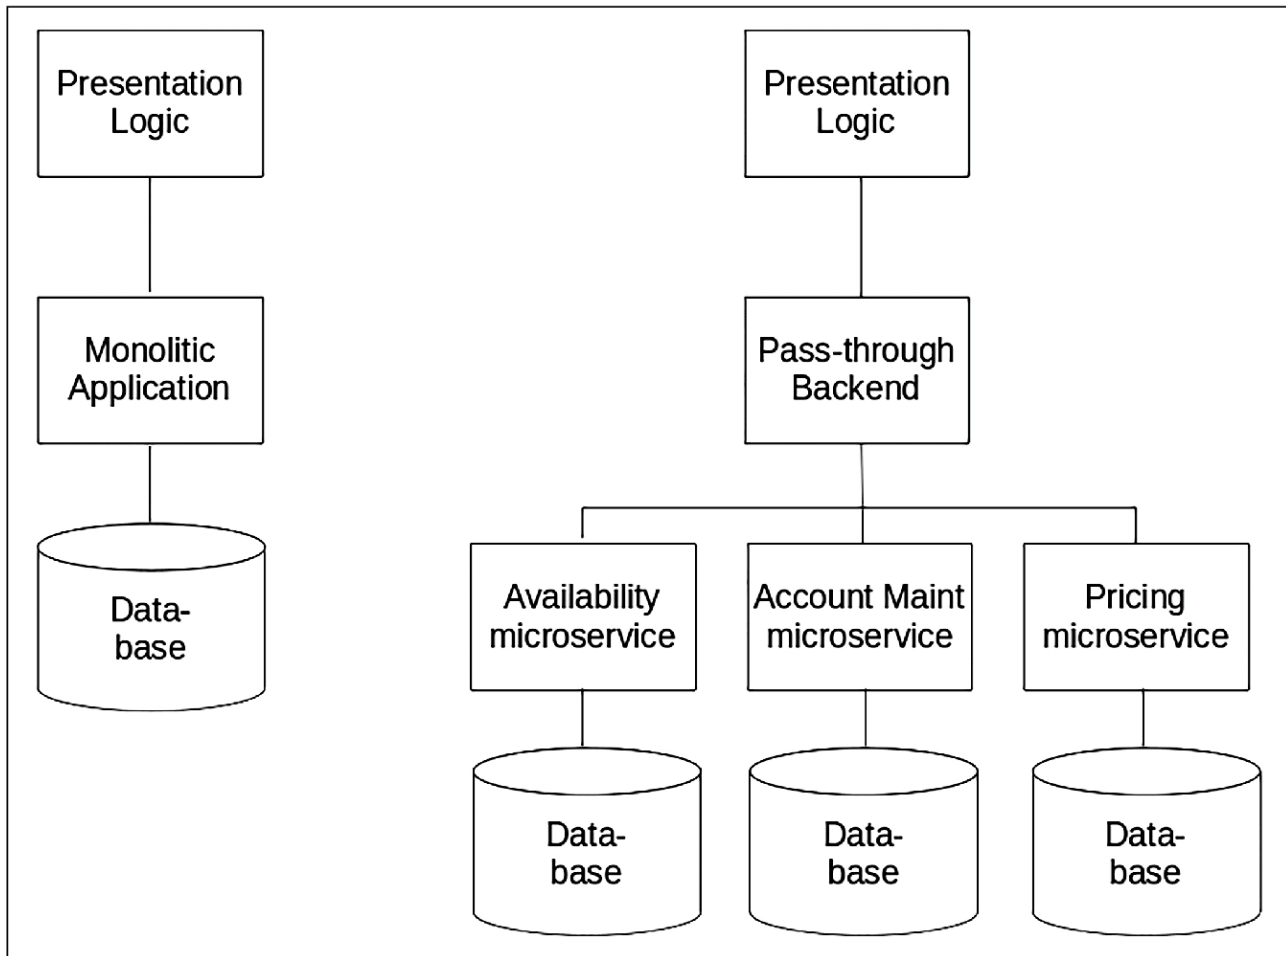 Presentation
Logic
Presentation
Logic
Monolitic
Application
Pass-through
Backend
Data-
base
Availability
microservice
Account Maint
microservice
Pricing
microservice
Data-
base
Data-
base
Data-
base